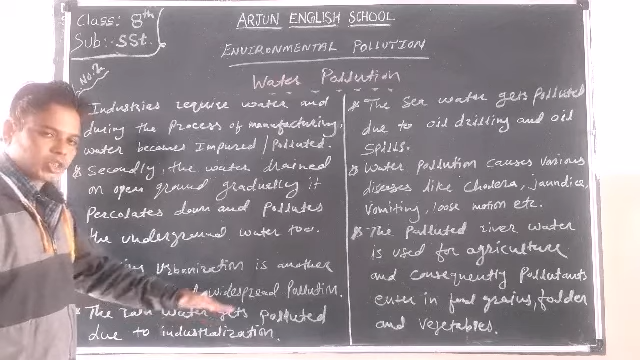 Class: 8th
Sub: SSt.
ARJUN ENGLISH SCHOOL
ENVIRONMENTAL POLLUTION
Water Pollution
Industries require water and
during the process of manufacturing,
water becomes Impured/Polluted.
Secondly, the water drained
on open ground gradually it
Percolates down and Pollutes
the underground water too.
Urbanization is another
widespread Pollution.
The rain water gets Polluted
due to industrialization.
The Sea water gets Polluted
due to oil drilling and oil
spills.
Water pollution causes various
diseases like Cholera, jaundice,
vomiting, loose motion etc.
The Polluted river water
is used for agriculture
and Consequently Pollutants
in food grains, fodder
and vegetables.